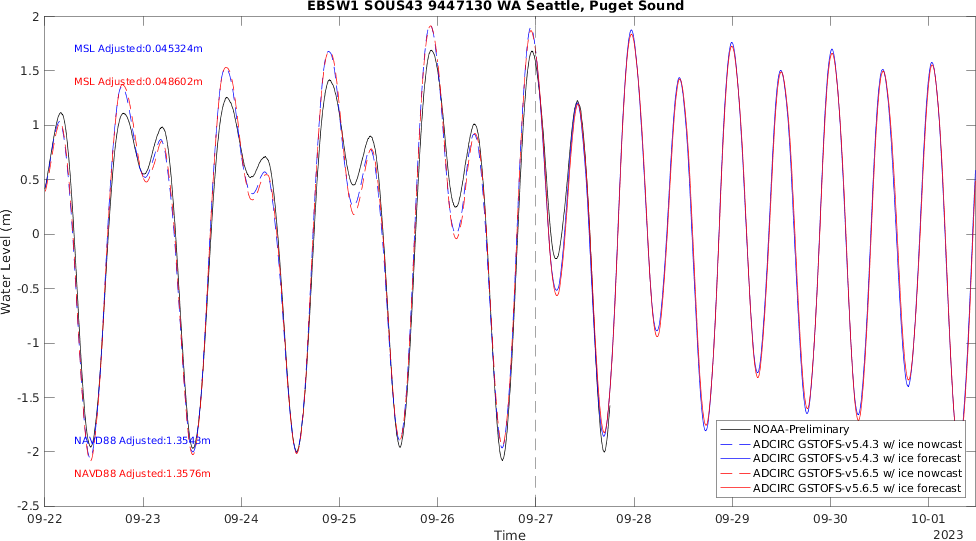 EBSW1 SOUS43 9447130 WA Seattle, Puget Sound
2
1.5
1
0.5
0
-0.5
-1
-1.5
-2
-2.5
Water Level (m)
MSL Adjusted:0.045324m
MSL Adjusted:0.048602m
NAVD88 Adjusted:1.3543m
NAVD88 Adjusted:1.3576m
NOAA-Preliminary
ADCIRC GSTOFS-v5.4.3 w/ ice nowcast
ADCIRC GSTOFS-v5.4.3 w/ ice forecast
ADCIRC GSTOFS-v5.6.5 w/ ice nowcast
ADCIRC GSTOFS-v5.6.5 w/ ice forecast
09-22 09-23 09-24 09-25 09-26 09-27 09-28 09-29 09-30 10-01
Time
2023